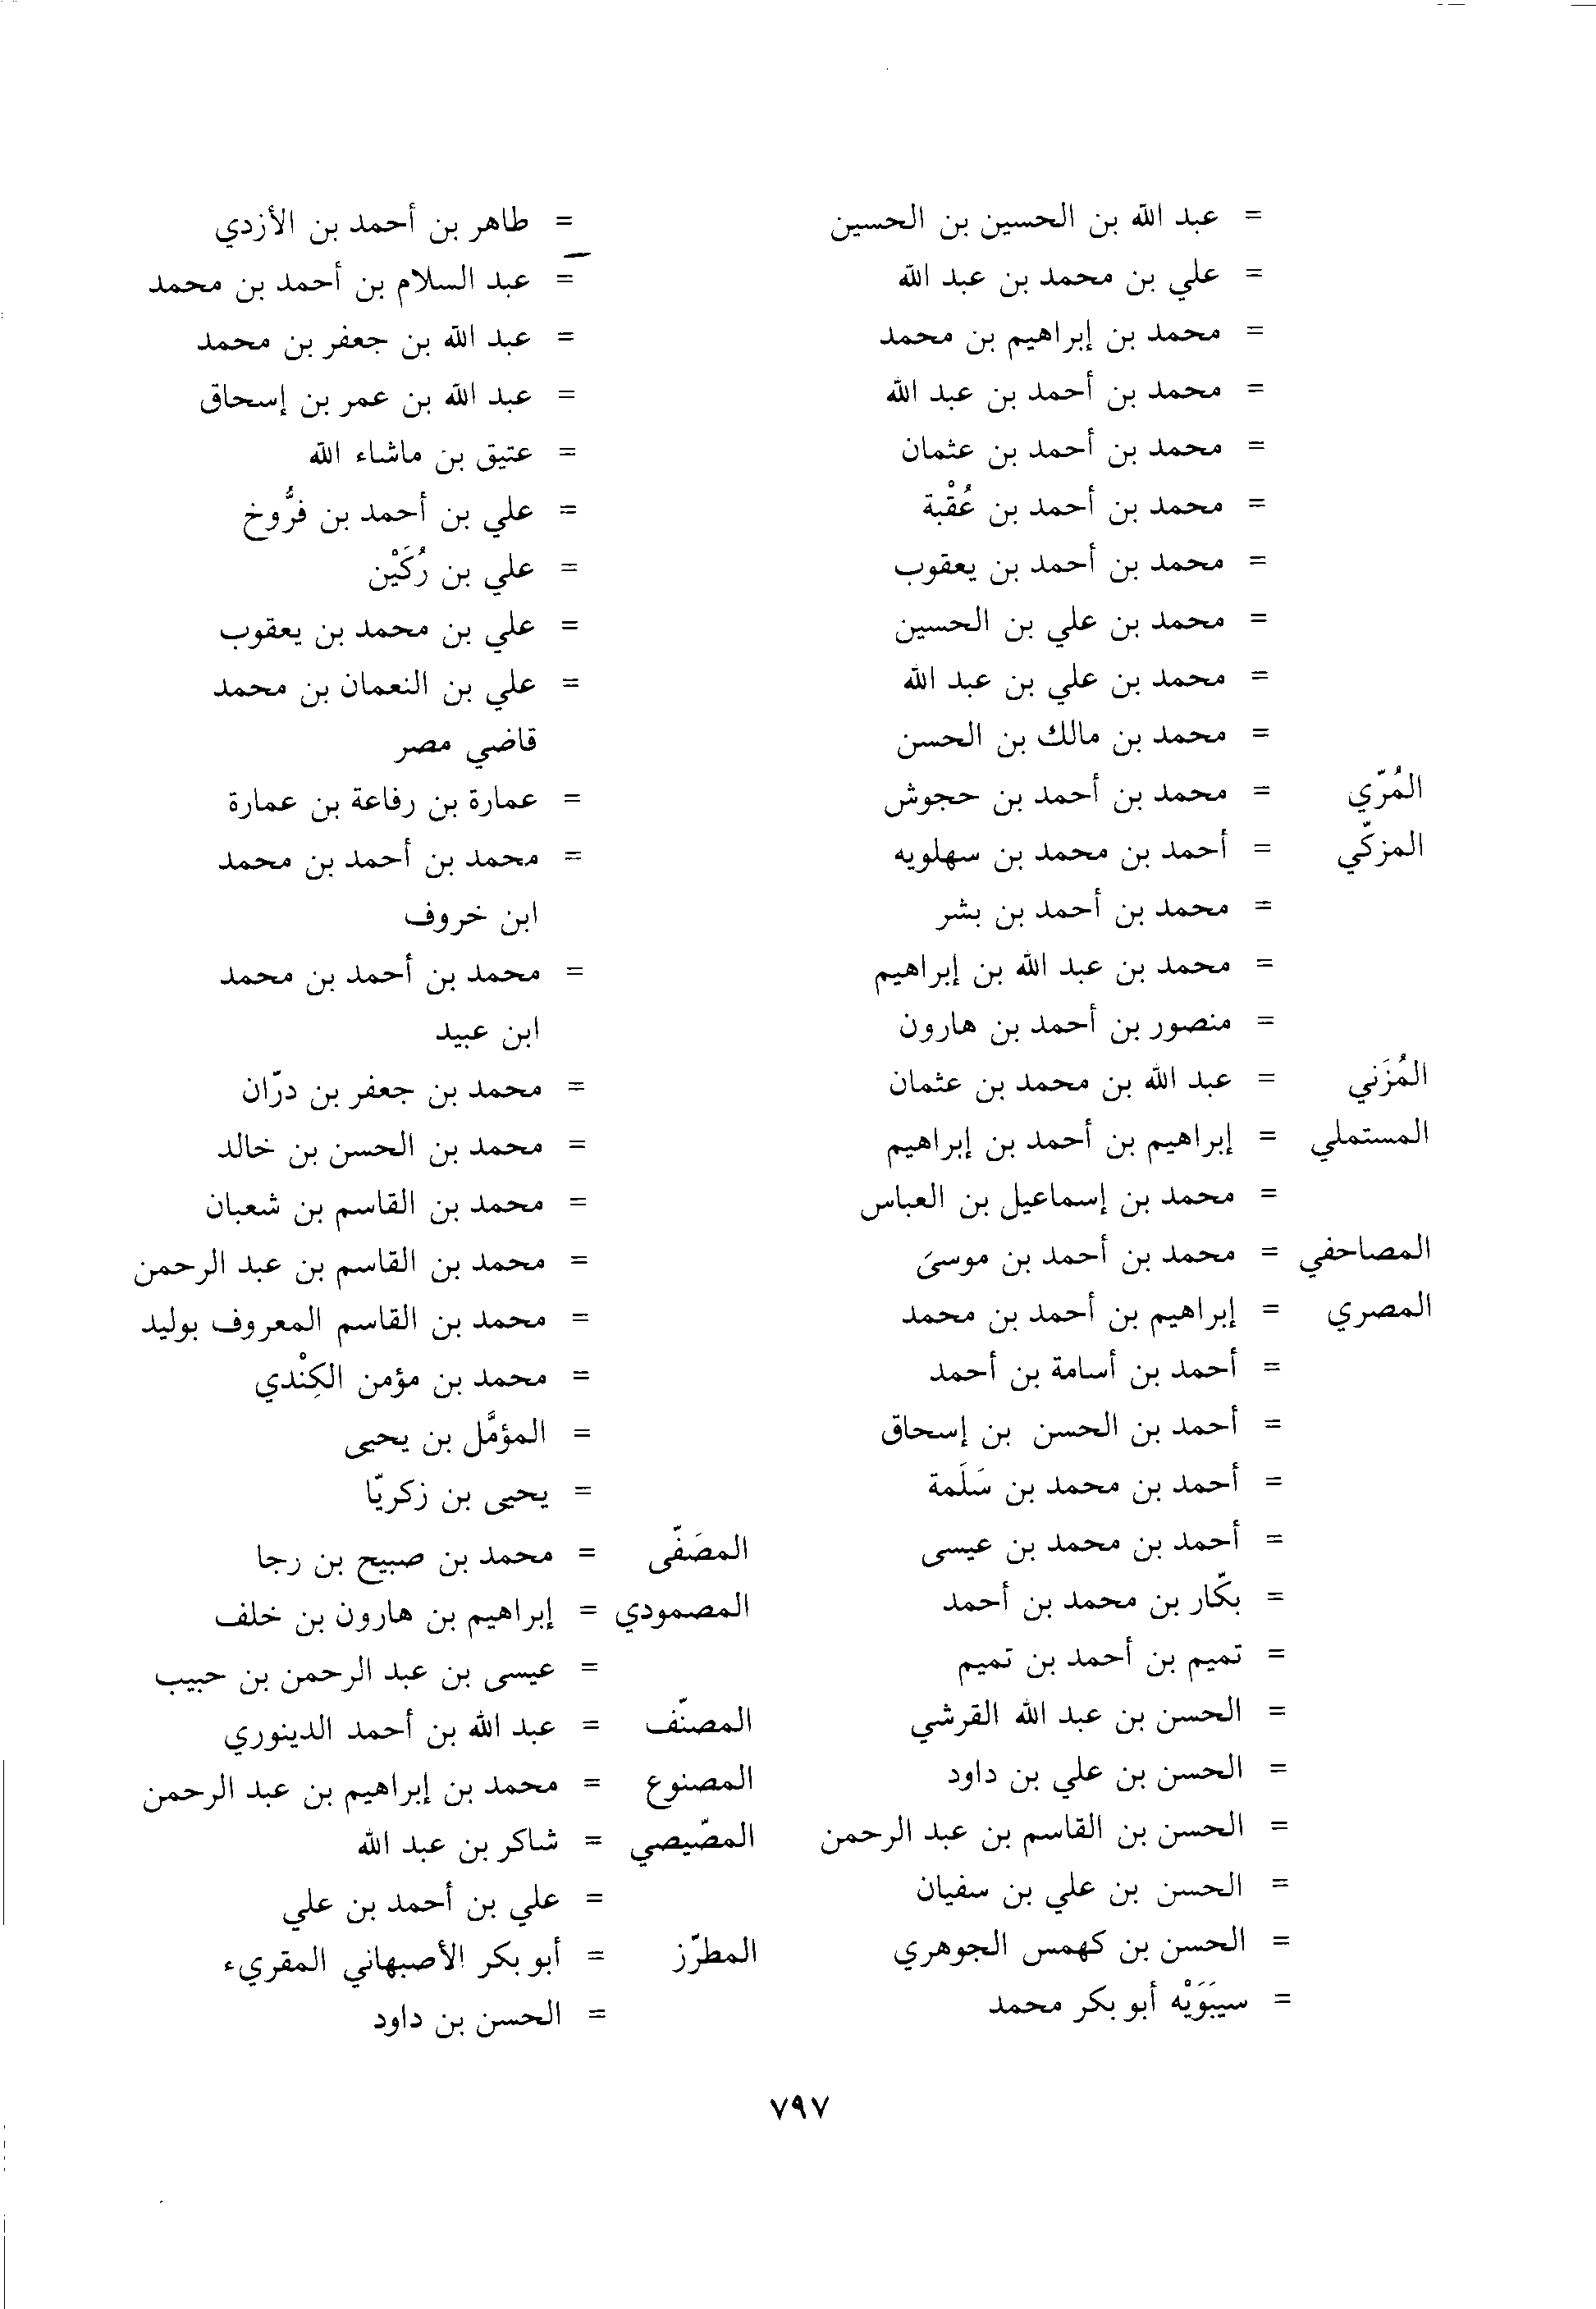 = عبد الله بن الحسين بن الحسين
= علي بن محمد بن عبد الله
= محمد بن إبراهيم بن محمد
= محمد بن أحمد بن عبد الله
= محمد بن أحمد بن عثمان
= محمد بن أحمد بن عُقْبة
= محمد بن أحمد بن يعقوب
= محمد بن علي بن الحسين
= محمد بن علي بن عبد الله
= محمد بن مالك بن الحسن
المُرّي = محمد بن أحمد بن حجوش
المزكّي = أحمد بن محمد بن سهلويه
= محمد بن أحمد بن بشر
= محمد بن عبد الله بن إبراهيم
= منصور بن أحمد بن هارون
المُزَني = عبد الله بن محمد بن عثمان
المستملي = إبراهيم بن أحمد بن إبراهيم
= محمد بن إسماعيل بن العباس
المصاحفي = محمد بن أحمد بن موسىَ
المصري = إبراهيم بن أحمد بن محمد
= أحمد بن أسامة بن أحمد
= أحمد بن الحسن بن إسحاق
= أحمد بن محمد بن سَلَمة
= أحمد بن محمد بن عيسى
= بكّار بن محمد بن أحمد
= تميم بن أحمد بن تميم
= الحسن بن عبد الله القرشي
= الحسن بن علي بن داود
= الحسن بن القاسم بن عبد الرحمن
= الحسن بن علي بن سفيان
= الحسن بن كهمس الجوهري
= سيبَوَيْه أبو بكر محمد
= طاهر بن أحمد بن الأزدي
= عبد السلام بن أحمد بن محمد
= عبد الله بن جعفر بن محمد
= عبد الله بن عمر بن إسحاق
= عتيق بن ماشاء الله
= علي بن أحمد بن فرُّوخ
= علي بن رُكَيْن
= علي بن محمد بن يعقوب
= علي بن النعمان بن محمد
قاضي مصر
= عمارة بن رفاعة بن عمارة
= محمد بن أحمد بن محمد
ابن خروف
= محمد بن أحمد بن محمد
ابن عبيد
= محمد بن جعفر بن درّان
= محمد بن الحسن بن خالد
= محمد بن القاسم بن شعبان
= محمد بن القاسم بن عبد الرحمن
= محمد بن القاسم المعروف بوليد
= محمد بن مؤمن الكِنْدي
= المؤمَّل بن يحيى
= يحيى بن زكريّا
المصَفّى = محمد بن صبيح بن رجا
المصمودي = إبراهيم بن هارون بن خلف
= عيسى بن عبد الرحمن بن حبيب
المصنّف = عبد الله بن أحمد الدينوري
المصنوع = محمد بن إبراهيم بن عبد الرحمن
المصّيصي = شاكر بن عبد الله
= علي بن أحمد بن علي
المطرّز = أبو بكر الأصبهاني المقريء
= الحسن بن داود
٧٩٧